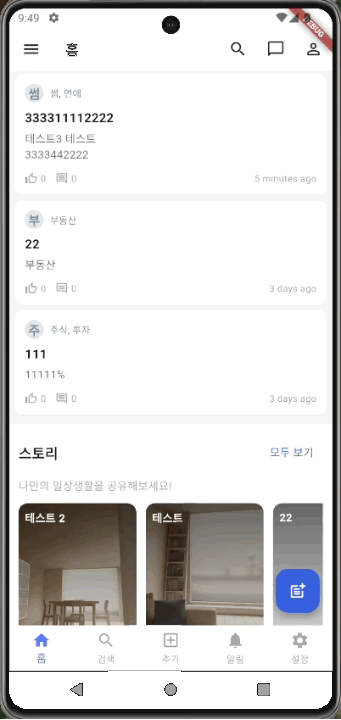 9:49
DEBUG
홈
썸 썸, 연애
333311112222
테스트3 테스트
3333442222
0 0 5 minutes ago
부 부동산
22
부동산
0 0 3 days ago
주 주식, 투자
111
11111%
0 0 3 days ago
스토리 모두 보기
나만의 일상생활을 공유해보세요!
테스트 2 테스트 22
홈 검색 추가 알림 설정